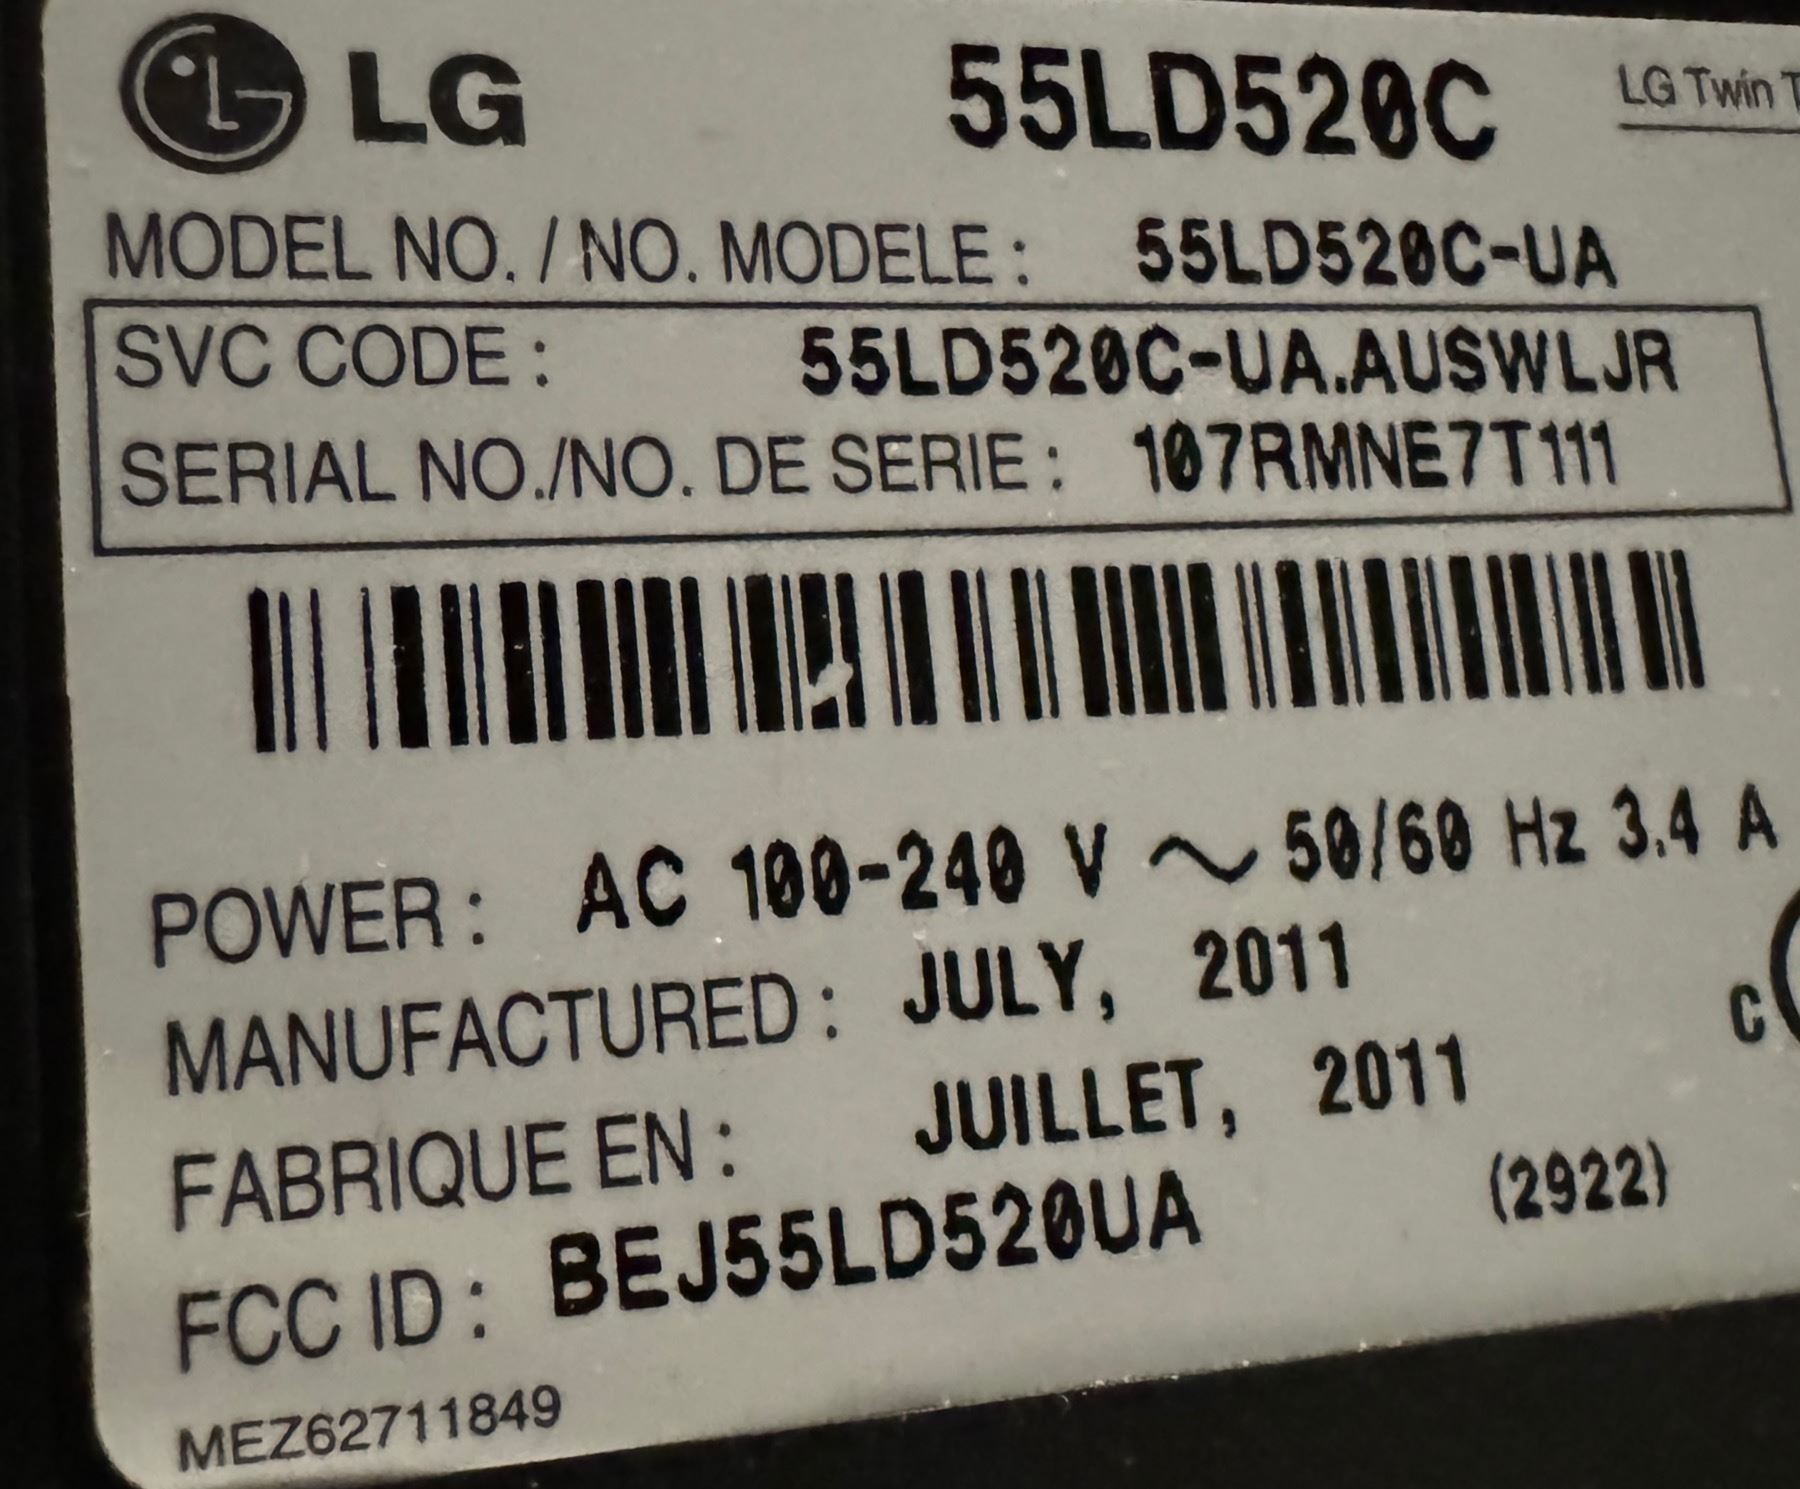 LG 55LD520C LG Twin
MODEL NO. / NO. MODELE : 55LD520C-UA
SVC CODE : 55LD520C-UA.AUSWLJR
SERIAL NO./NO. DE SERIE : 107RMNE7T111
POWER : AC 100-240 V ~ 50/60 Hz 3.4 A
MANUFACTURED : JULY, 2011
FABRIQUE EN : JUILLET, 2011
C
FCC ID : BEJ55LD520UA (2922)
MEZ62711849